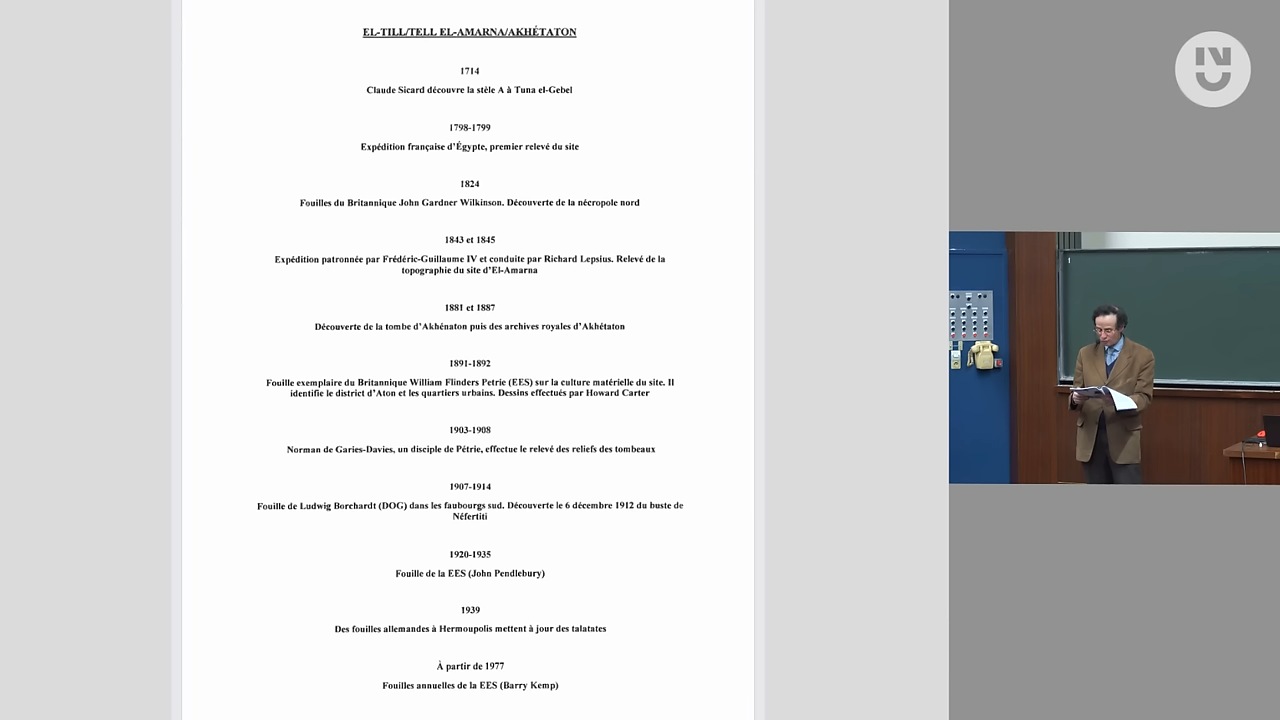 EL-TILL/TELL EL-AMARNA/AKHÉTATON
1714
Claude Sicard découvre la stèle A à Tuna el-Gebel
1798-1799
Expédition française d'Égypte, premier relevé du site
1824
Fouilles du Britannique John Gardner Wilkinson. Découverte de la nécropole nord
1843 et 1845
Expédition patronnée par Frédéric-Guillaume IV et conduite par Richard Lepsius. Relevé de la
topographie du site d'El-Amarna
1881 et 1887
Découverte de la tombe d'Akhénaton puis des archives royales d'Akhétaton
1891-1892
Fouille exemplaire du Britannique William Flinders Petrie (EES) sur la culture matérielle du site. Il
identifie le district d'Aton et les quartiers urbains. Dessins effectués par Howard Carter
1903-1908
Norman de Garies-Davies, un disciple de Pétrie, effectue le relevé des reliefs des tombeaux
1907-1914
Fouille de Ludwig Borchardt (DOG) dans les faubourgs sud. Découverte le 6 décembre 1912 du buste de
Néfertiti
1920-1935
Fouille de la EES (John Pendlebury)
1939
Des fouilles allemandes à Hermoupolis mettent à jour des talatates
À partir de 1977
Fouilles annuelles de la EES (Barry Kemp)